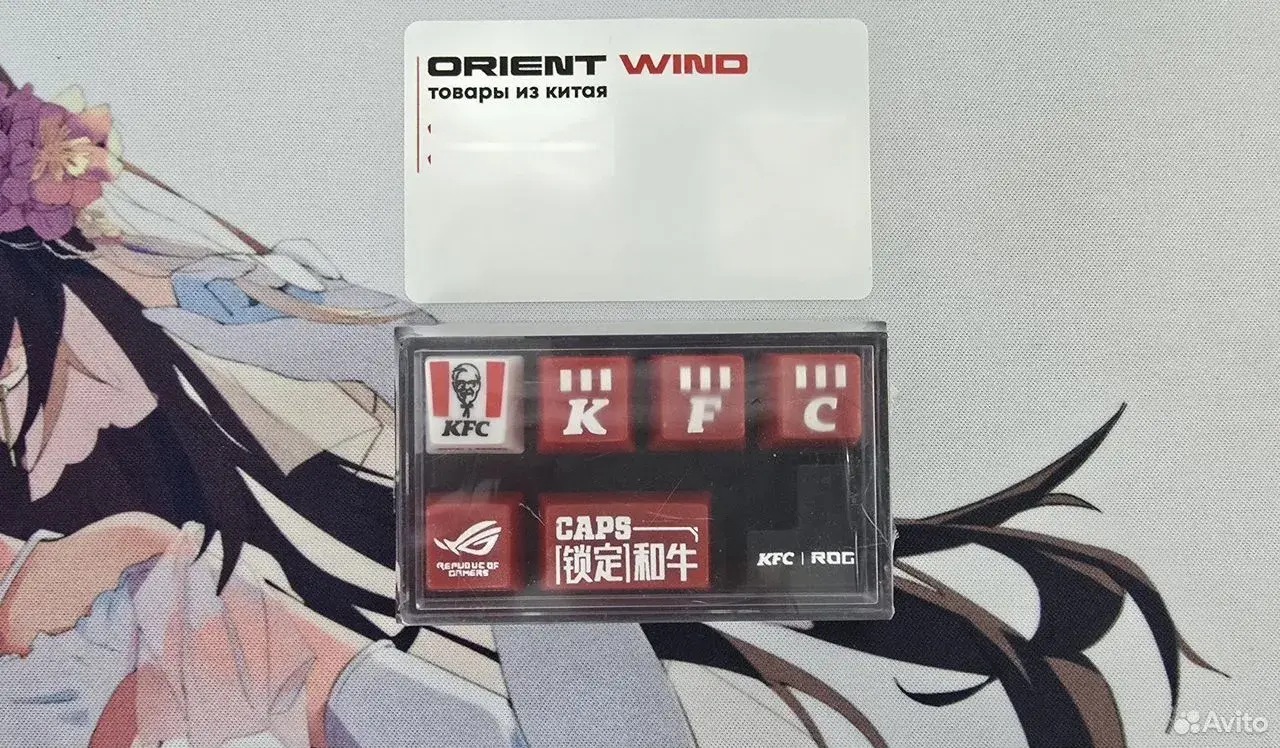 ORIENT WIND
товары из китая
KFC
K
F
C
REPUBLIC OF
GAMERS
CAPS
锁定和牛
KFC | ROG
Avito